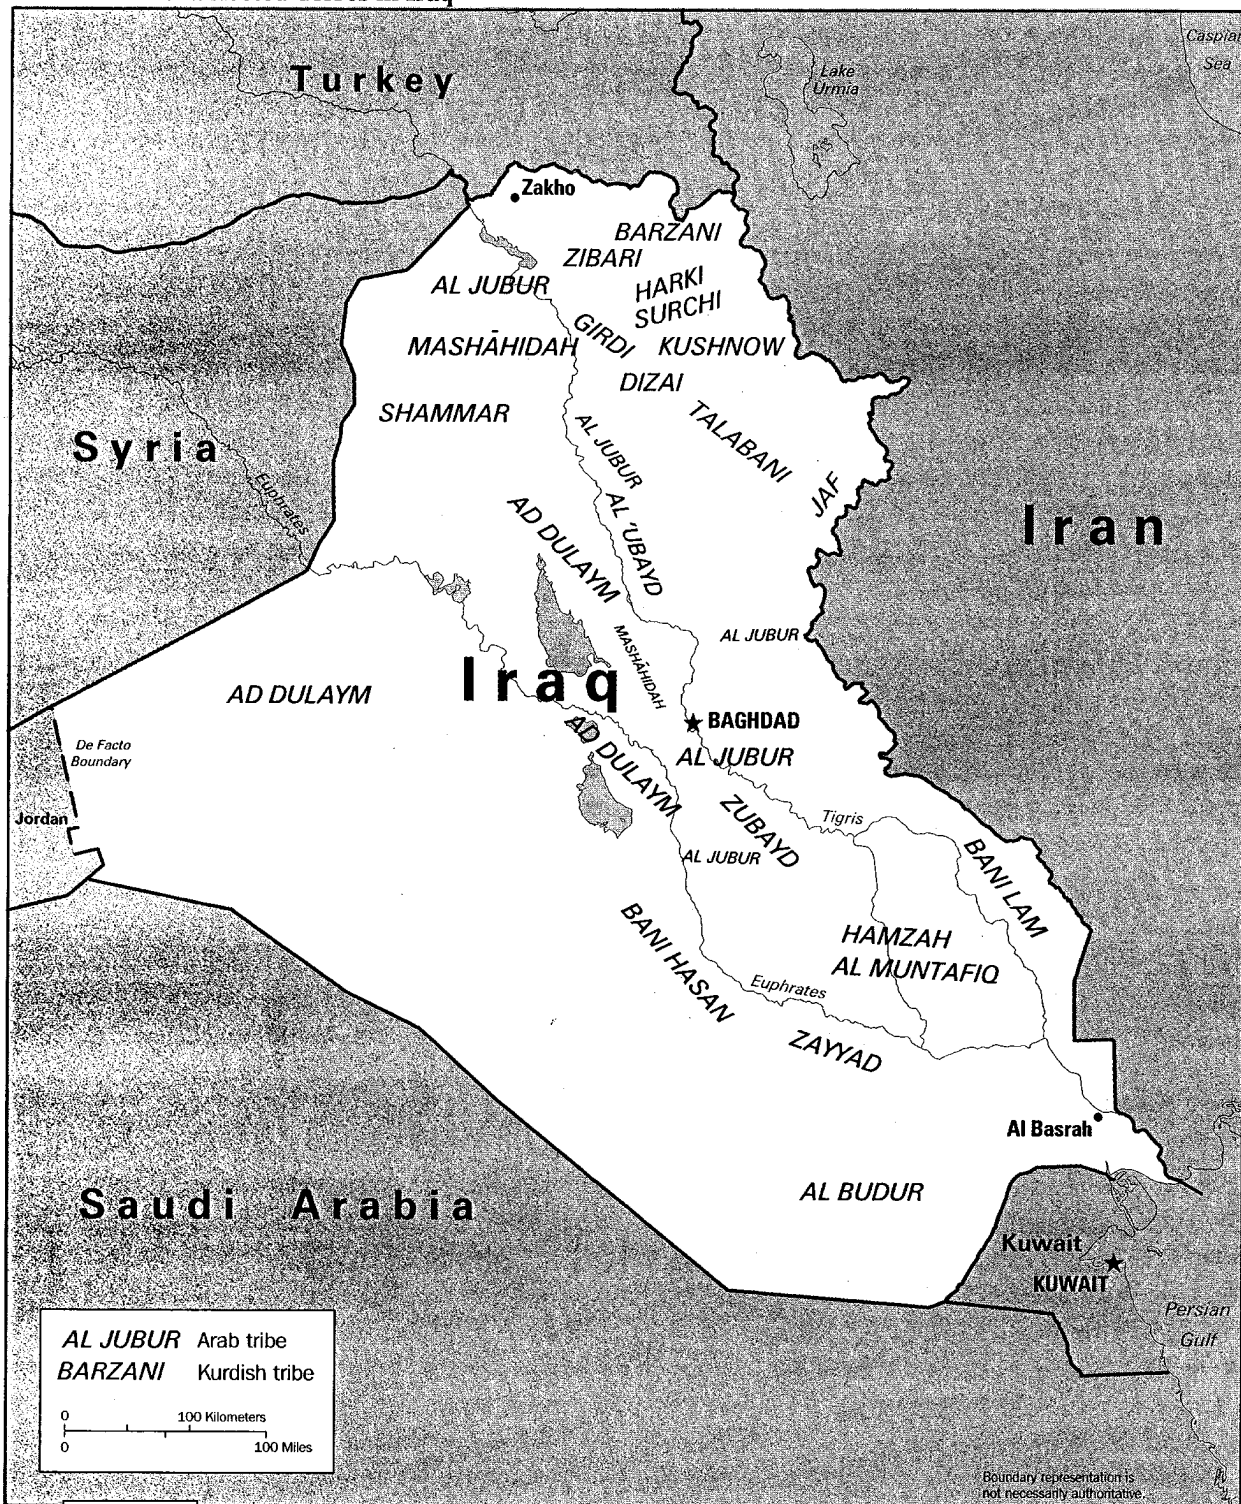 Turkey
Caspian
Sea
Lake
Urmia
Zakho
BARZANI
ZIBARI
AL JUBUR
HARKI
SURCHI
GIRDI
MASHĀHIDAH
KUSHNOW
DIZAI
SHAMMAR
TALABANI
AL JUBUR
Syria
JAF
Euphrates
AD DULAYM
AL 'UBAYD
Iran
MASHĀHIDAH
AL JUBUR
Iraq
AD DULAYM
BAGHDAD
AD DULAYM
De Facto
Boundary
AL JUBUR
Jordan
ZUBAYD
Tigris
AL JUBUR
BANI LAM
BANI HASAN
HAMZAH
AL MUNTAFIQ
Euphrates
ZAYYAD
Al Basrah
Saudi Arabia
AL BUDUR
Kuwait
KUWAIT
Persian
Gulf
AL JUBUR Arab tribe
BARZANI Kurdish tribe
0 100 Kilometers
0 100 Miles
Boundary representation is
not necessarily authoritative.